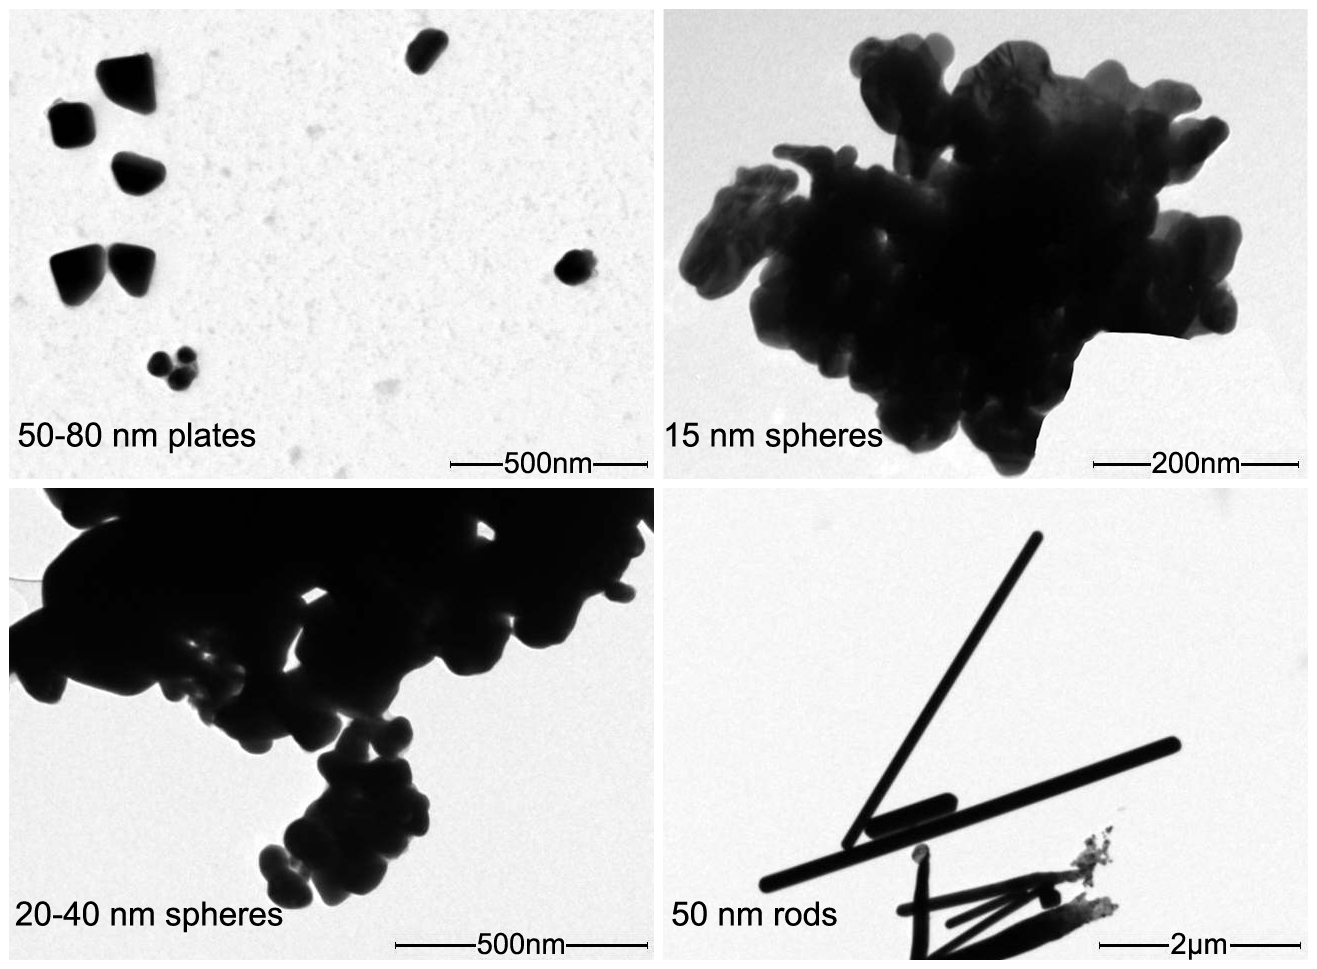 50-80 nm plates
500nm
15 nm spheres
200nm
20-40 nm spheres
500nm
50 nm rods
2µm